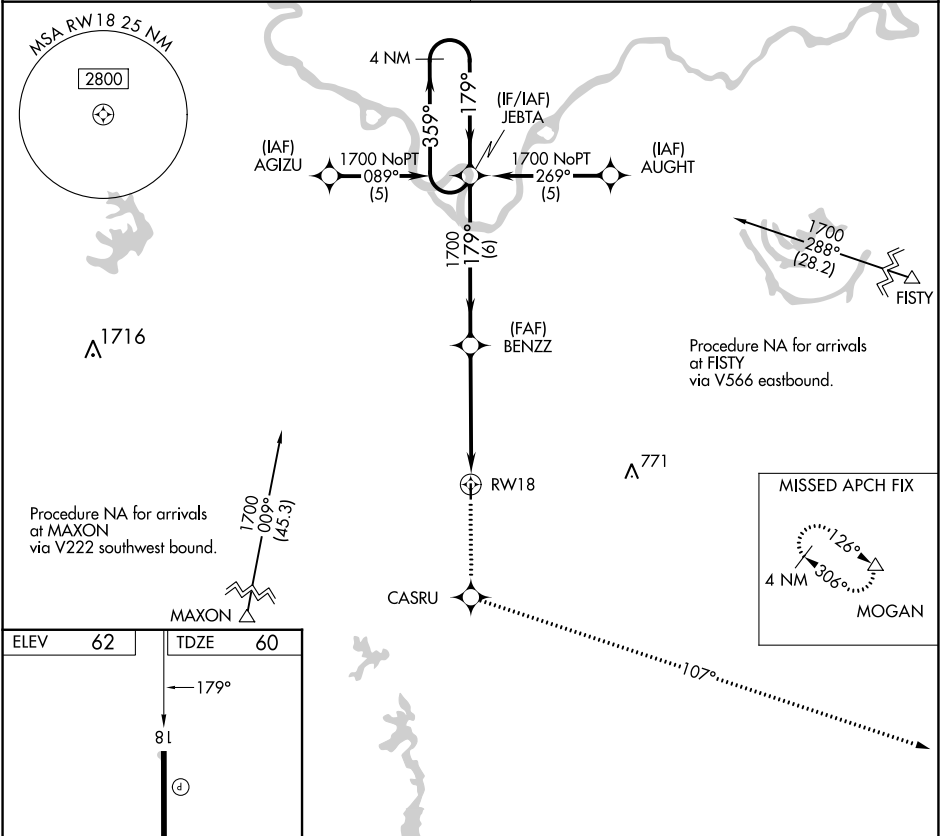 MSA RW18 25 NM
2800
4 NM
359°
179°
(IF/IAF)
JEBTA
(IAF)
AGIZU
1700 NoPT
089°
(5)
1700 NoPT
269°
(5)
(IAF)
AUGHT
1700
179°
(6)
1700
288°
(28.2)
FISTY
1716
(FAF)
BENZZ
Procedure NA for arrivals
at FISTY
via V566 eastbound.
771
RW18
Procedure NA for arrivals
at MAXON
via V222 southwest bound.
1700
009°
(45.3)
MAXON
MISSED APCH FIX
126°
306°
4 NM
MOGAN
CASRU
107°
ELEV 62
TDZE 60
179°
18
P